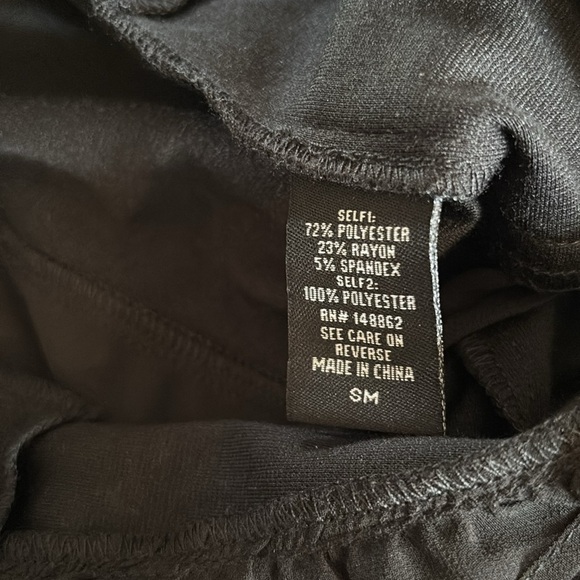 SELF1:
72% POLYESTER
23% RAYON
5% SPANDEX
SELF2:
100% POLYESTER
RN# 148862
SEE CARE ON
REVERSE
MADE IN CHINA
SM